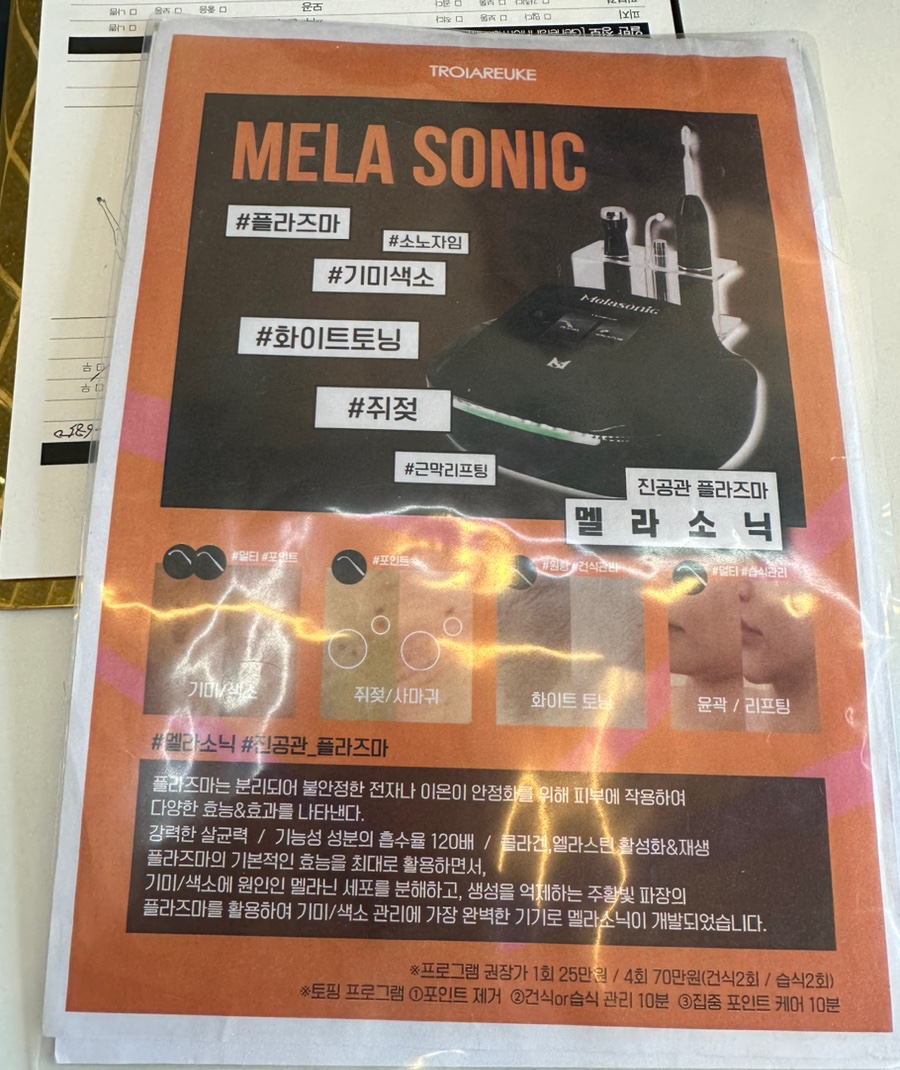 TROIAREUKE
MELA SONIC
#플라즈마
#소노자임
#기미색소
#화이트토닝
#쥐젖
#근막리프팅
Melasonic
진공관 플라즈마
멜라소닉
#멀티 #포인트
#포인트
#원형 #건식관리
#멀티 #습식관리
기미/색소
쥐젖/사마귀
화이트 토닝
윤곽 / 리프팅
#멜라소닉 #진공관_플라즈마
플라즈마는 분리되어 불안정한 전자나 이온이 안정화를 위해 피부에 작용하여
다양한 효능&효과를 나타낸다.
강력한 살균력 / 기능성 성분의 흡수율 120배 / 콜라겐,엘라스틴 활성화&재생
플라즈마의 기본적인 효능을 최대로 활용하면서,
기미/색소에 원인인 멜라닌 세포를 분해하고, 생성을 억제하는 주황빛 파장의
플라즈마를 활용하여 기미/색소 관리에 가장 완벽한 기기로 멜라소닉이 개발되었습니다.
※프로그램 권장가 1회 25만원 / 4회 70만원(건식2회 / 습식2회)
※토핑 프로그램 ①포인트 제거 ②건식or습식 관리 10분 ③집중 포인트 케어 10분